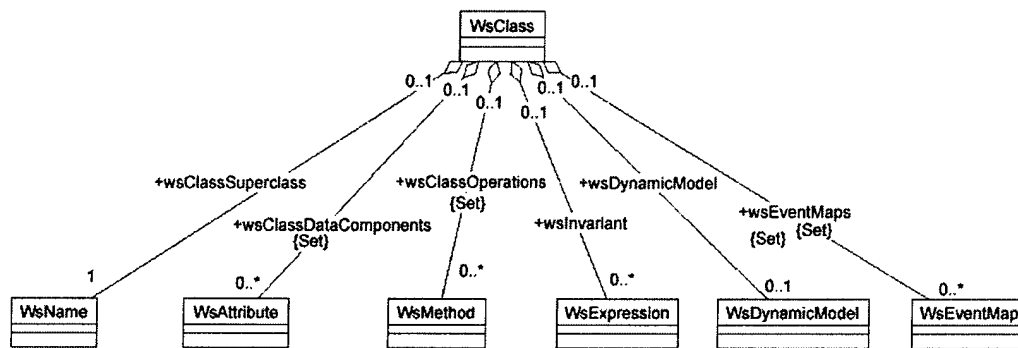 WsClass
0..1
0..1
0..1
0..1
0..1
0..1
+wsClassSuperclass
+wsClassOperations
{Set}
+wsDynamicModel
+wsClassDataComponents
{Set}
+wsInvariant
+wsEventMaps
{Set}
{Set}
1
0..*
0..*
0..*
0..1
0..*
WsName
WsAttribute
WsMethod
WsExpression
WsDynamicModel
WsEventMap